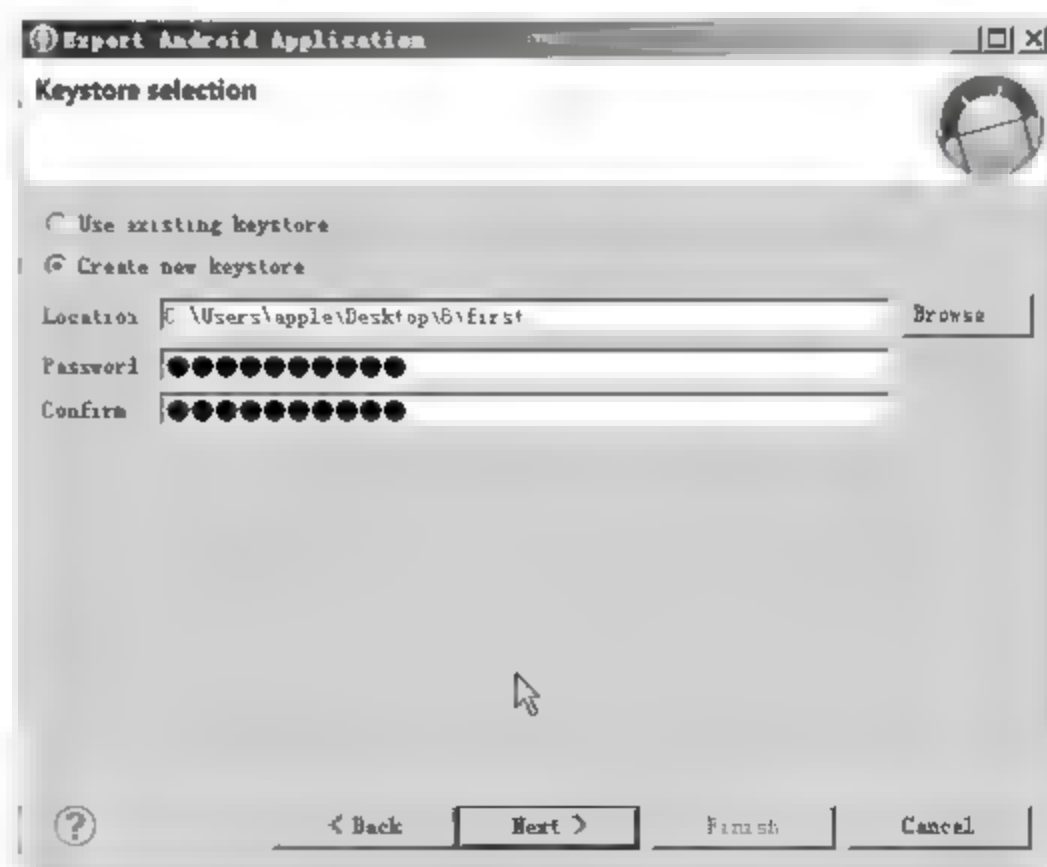 Export Android Application
Keystore selection
Use existing keystore
Create new keystore
Location C:\Users\apple\Desktop\6\first Browse
Password ●●●●●●●●●●
Confirm ●●●●●●●●●●
? < Back Next > Finish Cancel